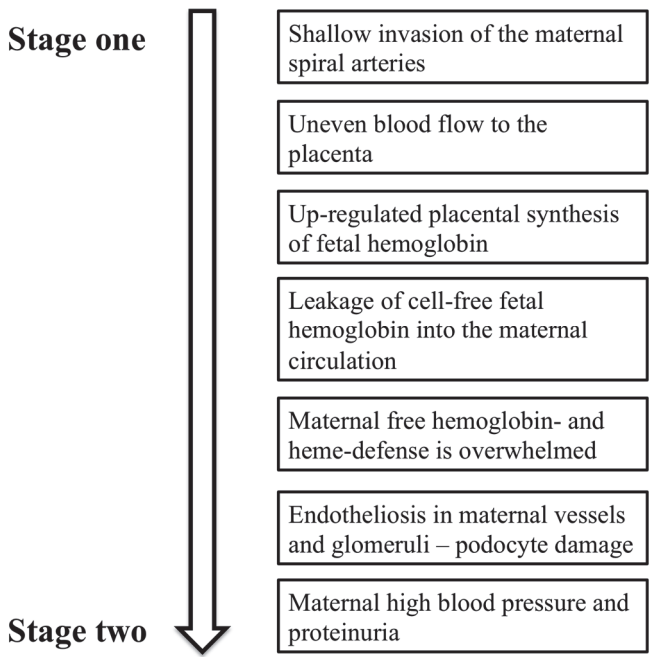 Stage one
Shallow invasion of the maternal
spiral arteries
Uneven blood flow to the
placenta
Up-regulated placental synthesis
of fetal hemoglobin
Leakage of cell-free fetal
hemoglobin into the maternal
circulation
Maternal free hemoglobin- and
heme-defense is overwhelmed
Endotheliosis in maternal vessels
and glomeruli – podocyte damage
Maternal high blood pressure and
proteinuria
Stage two